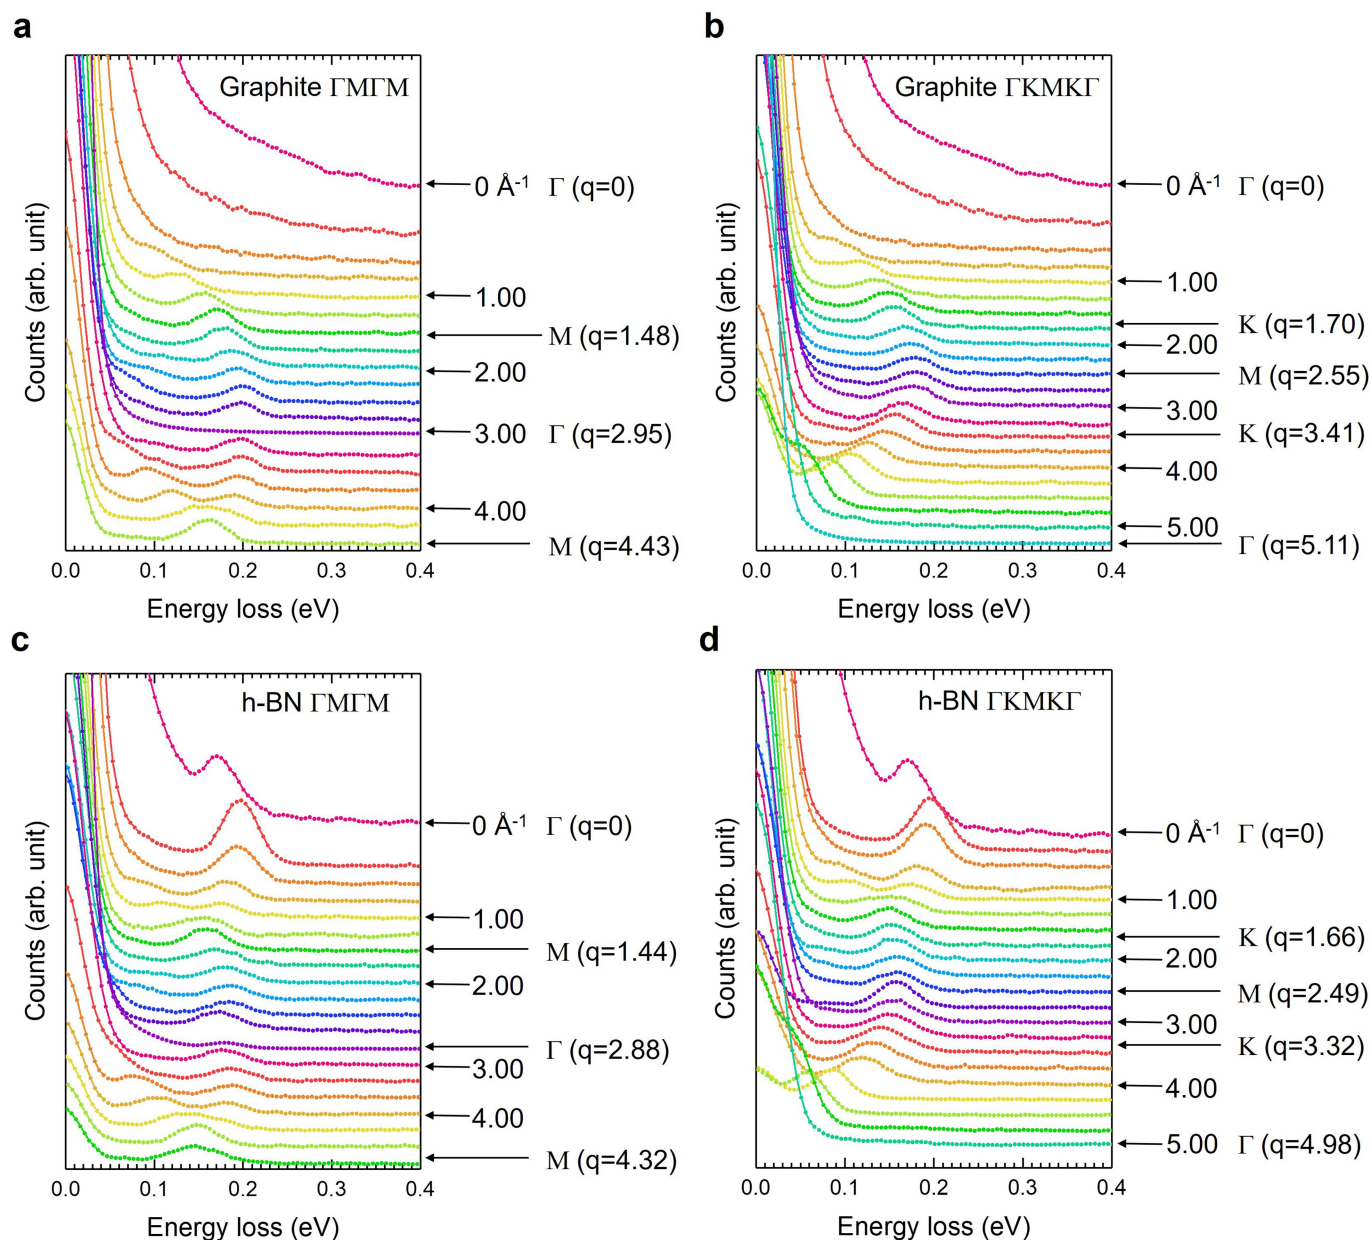 a
Graphite ΓΜΓΜ
Counts (arb. unit)
0 Å-1 Γ (q=0)
1.00
M (q=1.48)
2.00
3.00 Γ (q=2.95)
4.00
M (q=4.43)
0.0 0.1 0.2 0.3 0.4
Energy loss (eV)
b
Graphite ΓΚΜΚΓ
Counts (arb. unit)
0 Å-1 Γ (q=0)
1.00
K (q=1.70)
2.00
M (q=2.55)
3.00
K (q=3.41)
4.00
5.00
Γ (q=5.11)
0.0 0.1 0.2 0.3 0.4
Energy loss (eV)
c
h-BN ΓΜΓΜ
Counts (arb. unit)
0 Å-1 Γ (q=0)
1.00
M (q=1.44)
2.00
Γ (q=2.88)
3.00
4.00
M (q=4.32)
0.0 0.1 0.2 0.3 0.4
Energy loss (eV)
d
h-BN ΓΚΜΚΓ
Counts (arb. unit)
0 Å-1 Γ (q=0)
1.00
K (q=1.66)
2.00
M (q=2.49)
3.00
K (q=3.32)
4.00
5.00 Γ (q=4.98)
0.0 0.1 0.2 0.3 0.4
Energy loss (eV)